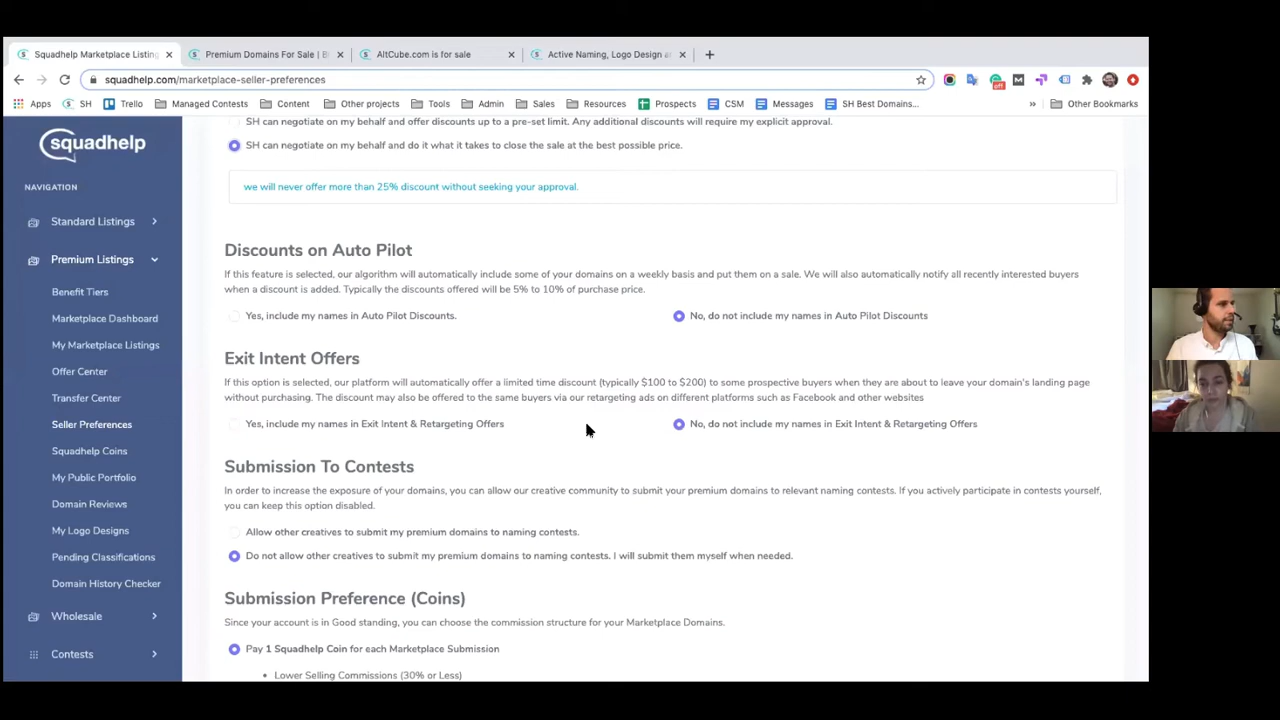 Squadhelp Marketplace Listing
Premium Domains For Sale | B
AltCube.com is for sale
Active Naming, Logo Design a
squadhelp.com/marketplace-seller-preferences
off
Apps
SH
Trello
Managed Contests
Content
Other projects
Tools
Admin
Sales
Resources
Prospects
CSM
Messages
SH Best Domains...
Other Bookmarks
squadhelp
NAVIGATION
Standard Listings
Premium Listings
Benefit Tiers
Marketplace Dashboard
My Marketplace Listings
Offer Center
Transfer Center
Seller Preferences
Squadhelp Coins
My Public Portfolio
Domain Reviews
My Logo Designs
Pending Classifications
Domain History Checker
Wholesale
Contests
SH can negotiate on my behalf and offer discounts up to a pre-set limit. Any additional discounts will require my explicit approval.
SH can negotiate on my behalf and do it what it takes to close the sale at the best possible price.
we will never offer more than 25% discount without seeking your approval.
Discounts on Auto Pilot
If this feature is selected, our algorithm will automatically include some of your domains on a weekly basis and put them on a sale. We will also automatically notify all recently interested buyers
when a discount is added. Typically the discounts offered will be 5% to 10% of purchase price.
Yes, include my names in Auto Pilot Discounts.
No, do not include my names in Auto Pilot Discounts
Exit Intent Offers
If this option is selected, our platform will automatically offer a limited time discount (typically $100 to $200) to some prospective buyers when they are about to leave your domain's landing page
without purchasing. The discount may also be offered to the same buyers via our retargeting ads on different platforms such as Facebook and other websites
Yes, include my names in Exit Intent & Retargeting Offers
No, do not include my names in Exit Intent & Retargeting Offers
Submission To Contests
In order to increase the exposure of your domains, you can allow our creative community to submit your premium domains to relevant naming contests. If you actively participate in contests yourself,
you can keep this option disabled.
Allow other creatives to submit my premium domains to naming contests.
Do not allow other creatives to submit my premium domains to naming contests. I will submit them myself when needed.
Submission Preference (Coins)
Since your account is in Good standing, you can choose the commission structure for your Marketplace Domains.
Pay 1 Squadhelp Coin for each Marketplace Submission
• Lower Selling Commissions (30% or Less)